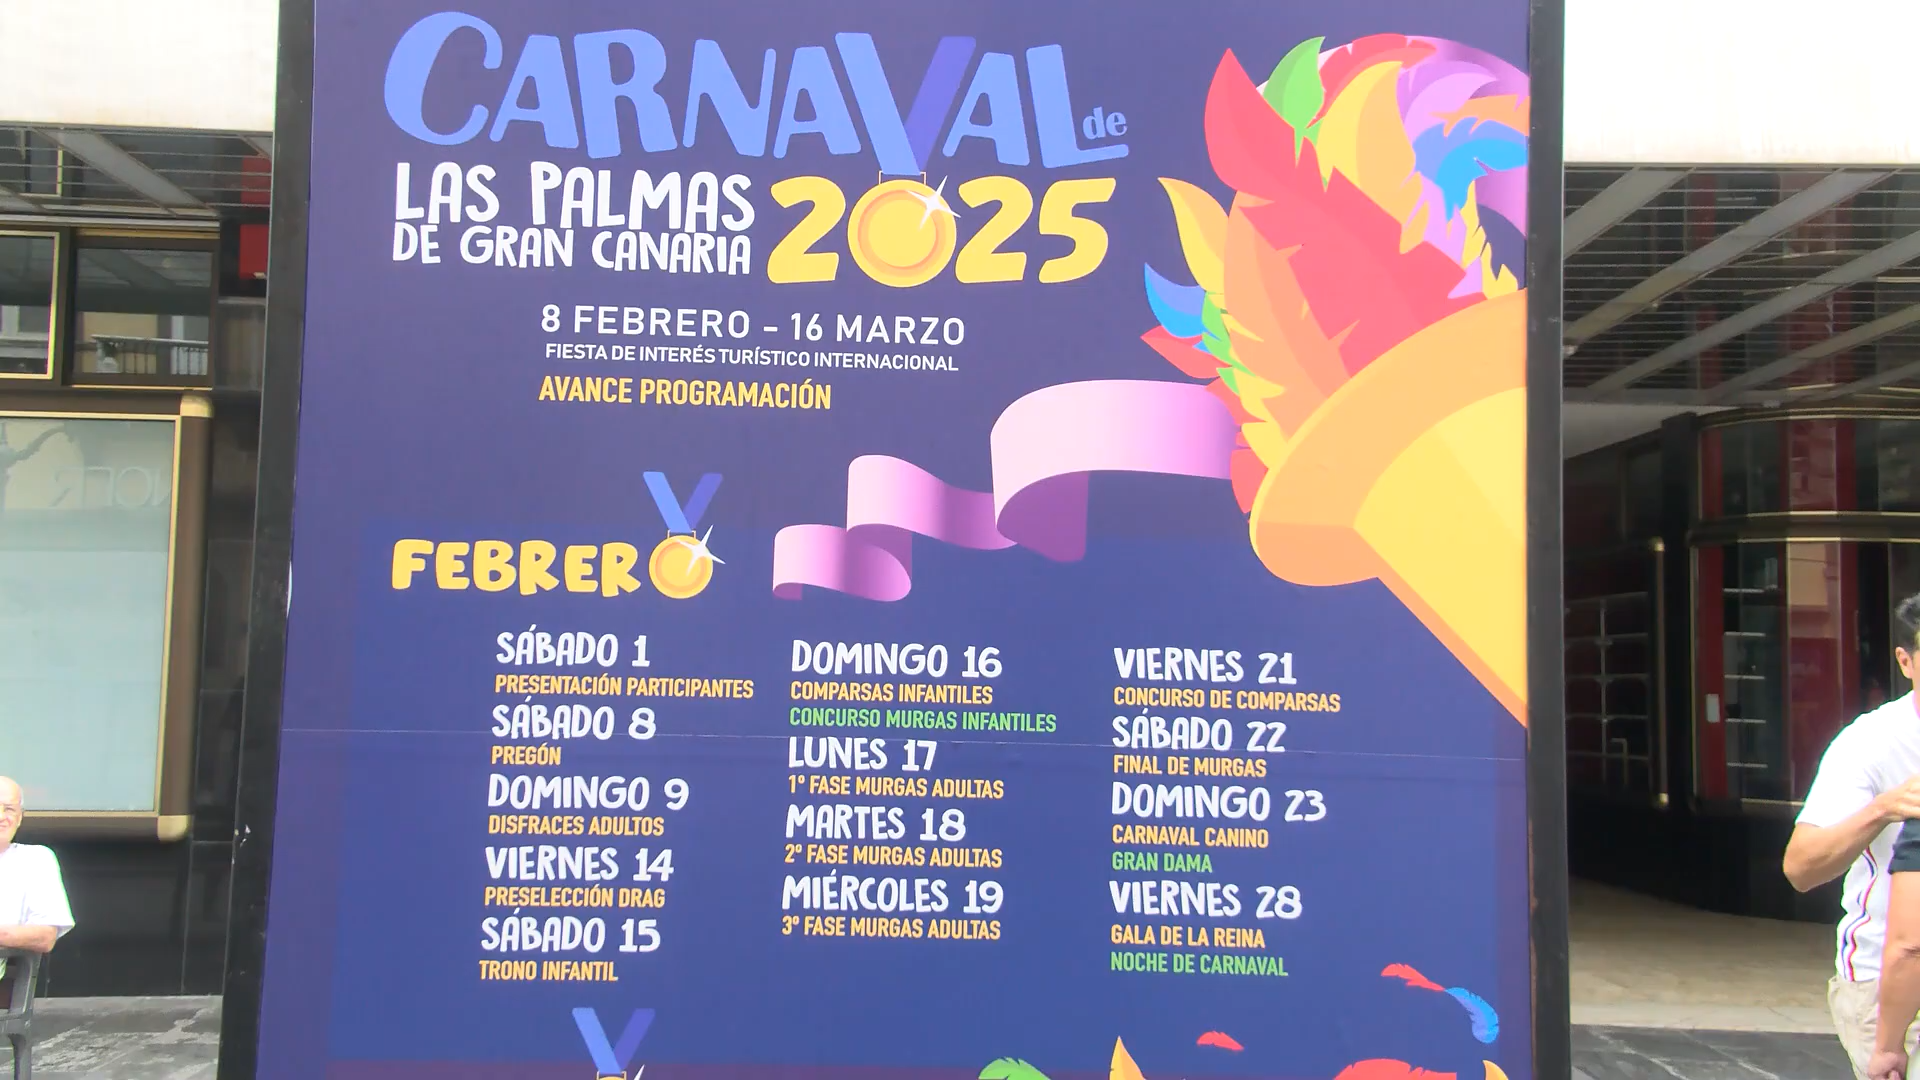 CARNAVAL de
LAS PALMAS
DE GRAN CANARIA
2025
8 FEBRERO - 16 MARZO
FIESTA DE INTERÉS TURÍSTICO INTERNACIONAL
AVANCE PROGRAMACIÓN
FEBRERO
SÁBADO 1
PRESENTACIÓN PARTICIPANTES
SÁBADO 8
PREGÓN
DOMINGO 9
DISFRACES ADULTOS
VIERNES 14
PRESELECCIÓN DRAG
SÁBADO 15
TRONO INFANTIL
DOMINGO 16
COMPARSAS INFANTILES
CONCURSO MURGAS INFANTILES
LUNES 17
1º FASE MURGAS ADULTAS
MARTES 18
2º FASE MURGAS ADULTAS
MIÉRCOLES 19
3º FASE MURGAS ADULTAS
VIERNES 21
CONCURSO DE COMPARSAS
SÁBADO 22
FINAL DE MURGAS
DOMINGO 23
CARNAVAL CANINO
GRAN DAMA
VIERNES 28
GALA DE LA REINA
NOCHE DE CARNAVAL